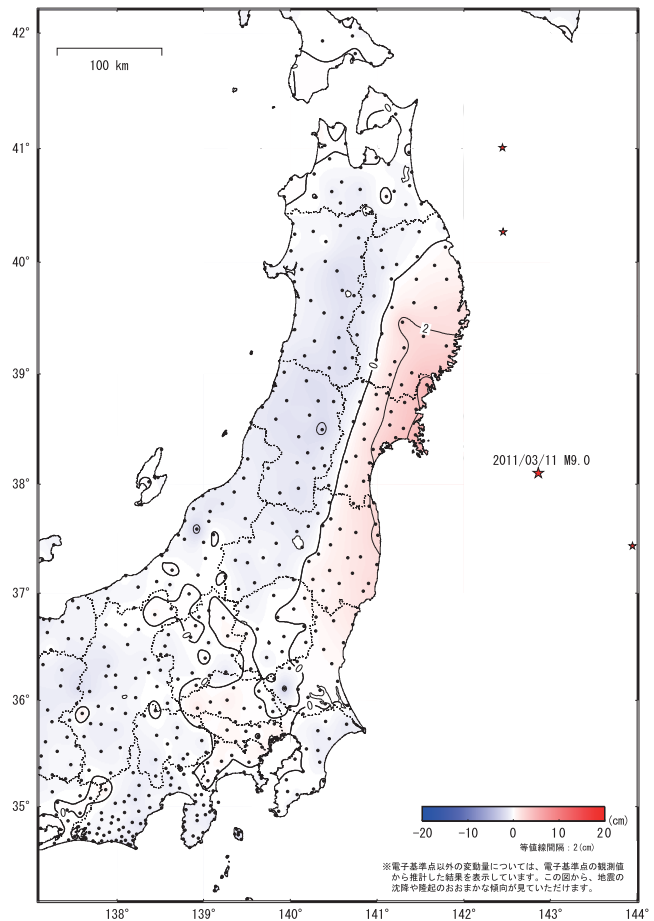 42°
100 km
41°
40°
2
0
39°
2011/03/11 M9.0
38°
37°
36°
35°
-20 -10 0 10 20 (cm)
等値線間隔：2(cm)
※電子基準点以外の変動量については、電子基準点の観測値
から推計した結果を表示しています。この図から、地震の
沈降や隆起のおおまかな傾向が見ていただけます。
138° 139° 140° 141° 142° 143° 144°